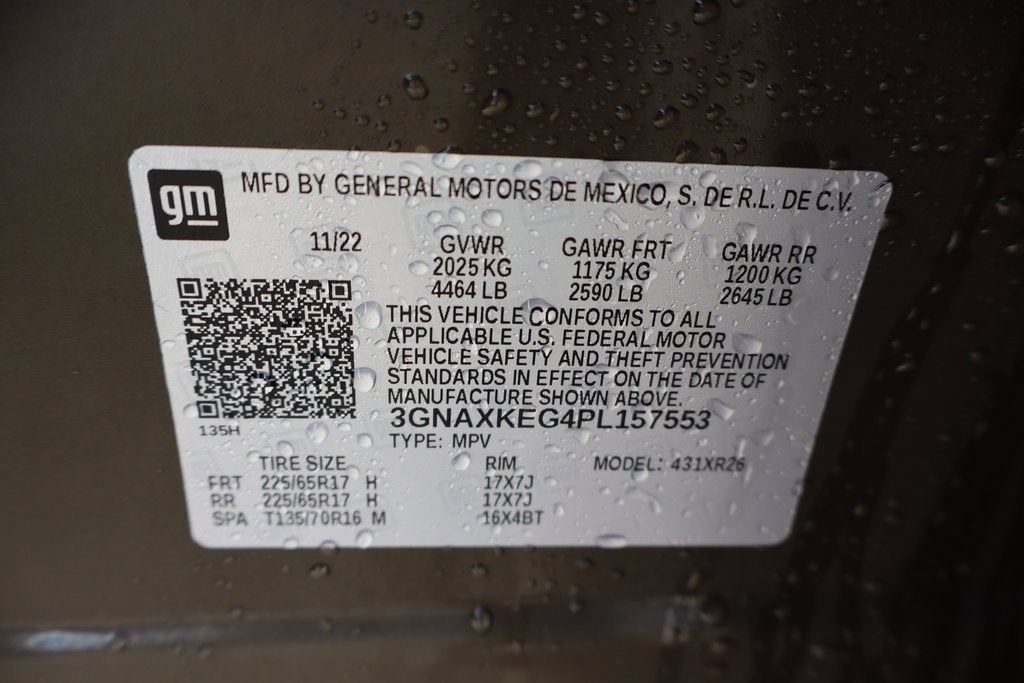 gm MFD BY GENERAL MOTORS DE MEXICO, S. DE R.L. DE C.V.
11/22 GVWR GAWR FRT GAWR RR
2025 KG 1175 KG 1200 KG
4464 LB 2590 LB 2645 LB
THIS VEHICLE CONFORMS TO ALL
APPLICABLE U.S. FEDERAL MOTOR
VEHICLE SAFETY AND THEFT PREVENTION
STANDARDS IN EFFECT ON THE DATE OF
MANUFACTURE SHOWN ABOVE.
3GNAXKEG4PL157553
135H
TYPE: MPV
TIRE SIZE RIM MODEL: 431XR26
FRT 225/65R17 H 17X7J
RR 225/65R17 H 17X7J
SPA T135/70R16 M 16X4BT